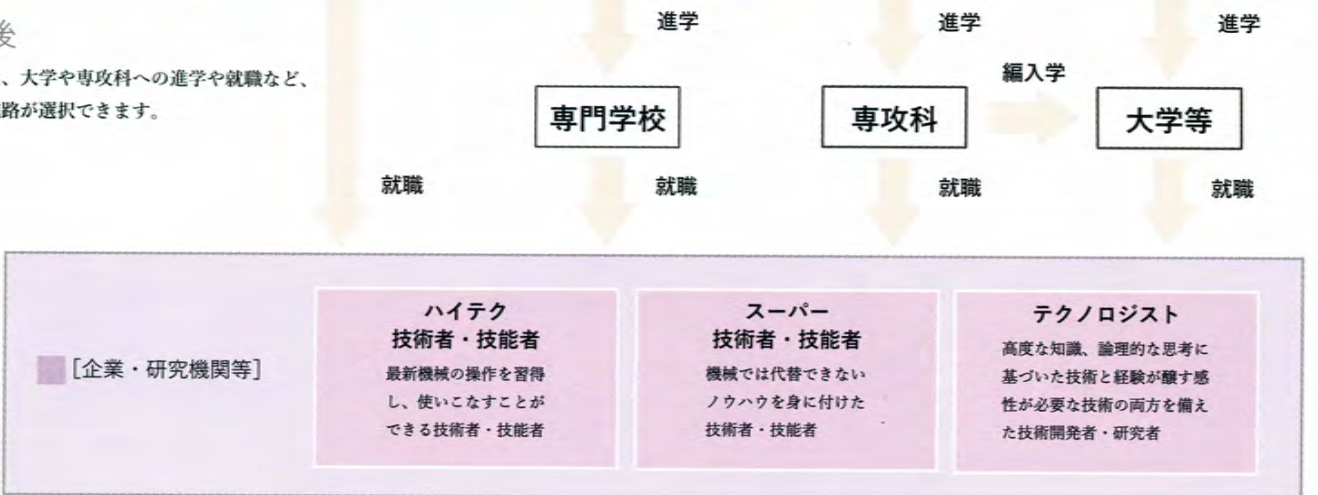 進学
進学
進学
後
、大学や専攻科への進学や就職など、
路が選択できます。
編入学
専門学校
専攻科
大学等
就職
就職
就職
就職
[企業・研究機関等]
ハイテク
技術者・技能者
最新機械の操作を習得
し、使いこなすことが
できる技術者・技能者
スーパー
技術者・技能者
機械では代替できない
ノウハウを身に付けた
技術者・技能者
テクノロジスト
高度な知識、論理的な思考に
基づいた技術と経験が醸す感
性が必要な技術の両方を備え
た技術開発者・研究者